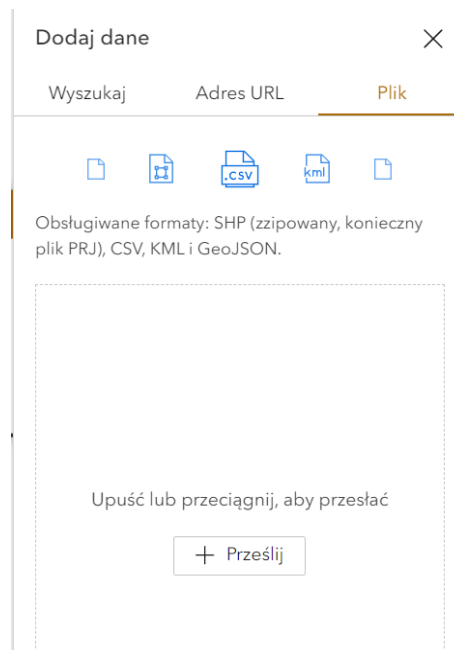 Dodaj dane
Wyszukaj Adres URL Plik
.csv kml
Obsługiwane formaty: SHP (zzipowany, konieczny
plik PRJ), CSV, KML i GeoJSON.
Upuść lub przeciągnij, aby przesłać
Prześlij